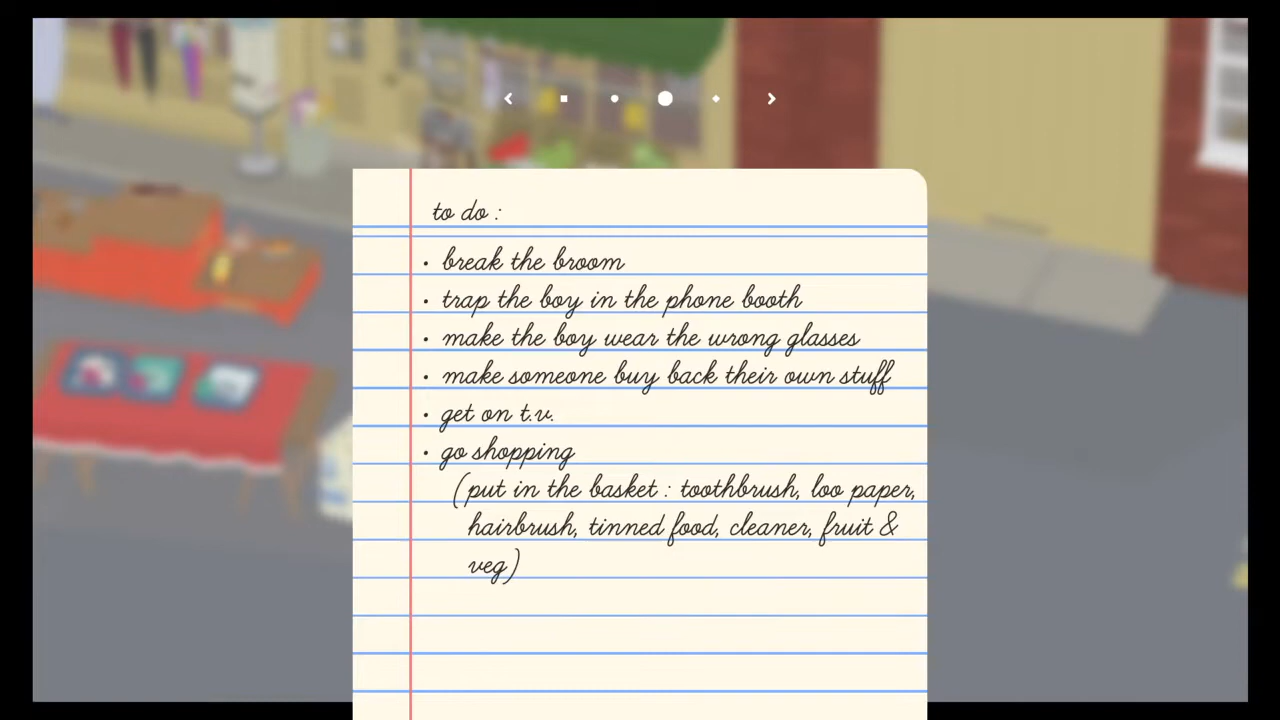 to do :
• break the broom
• trap the boy in the phone booth
• make the boy wear the wrong glasses
• make someone buy back their own stuff
• get on t.v.
• go shopping
(put in the basket : toothbrush, loo paper,
hairbrush, tinned food, cleaner, fruit &
veg)